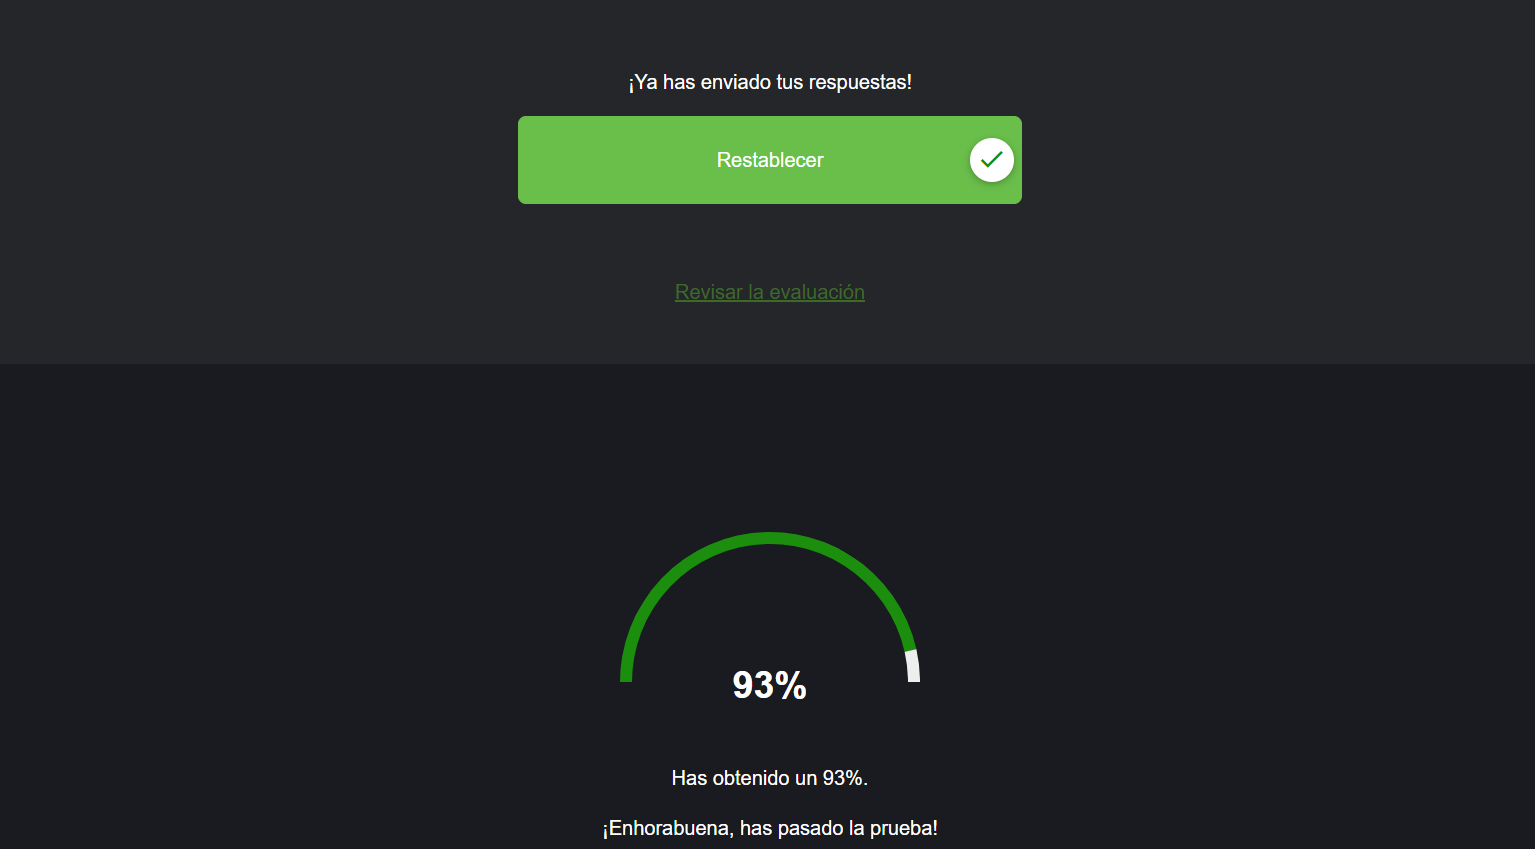 ¡Ya has enviado tus respuestas!
Restablecer
Revisar la evaluación
93%
Has obtenido un 93%.
¡Enhorabuena, has pasado la prueba!